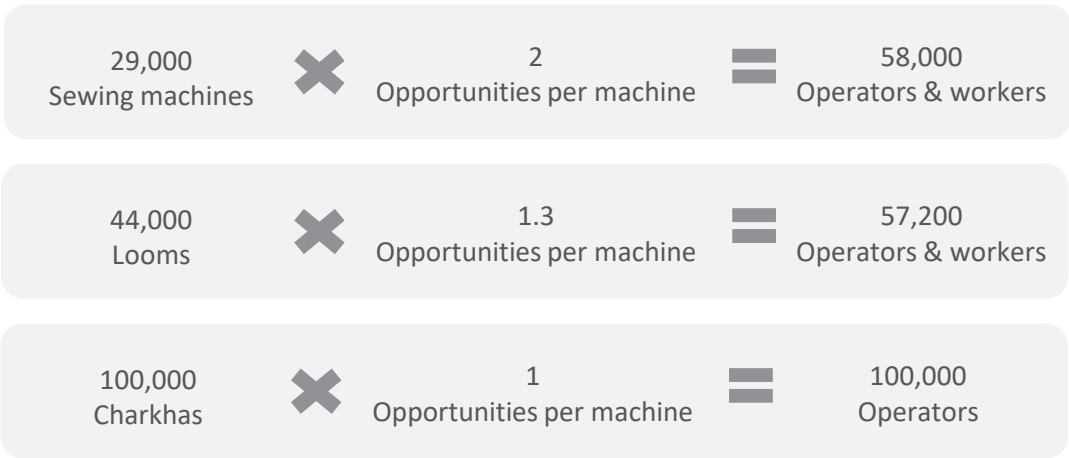 29,000
Sewing machines
2
Opportunities per machine
58,000
Operators & workers
44,000
Looms
1.3
Opportunities per machine
57,200
Operators & workers
100,000
Charkhas
1
Opportunities per machine
100,000
Operators